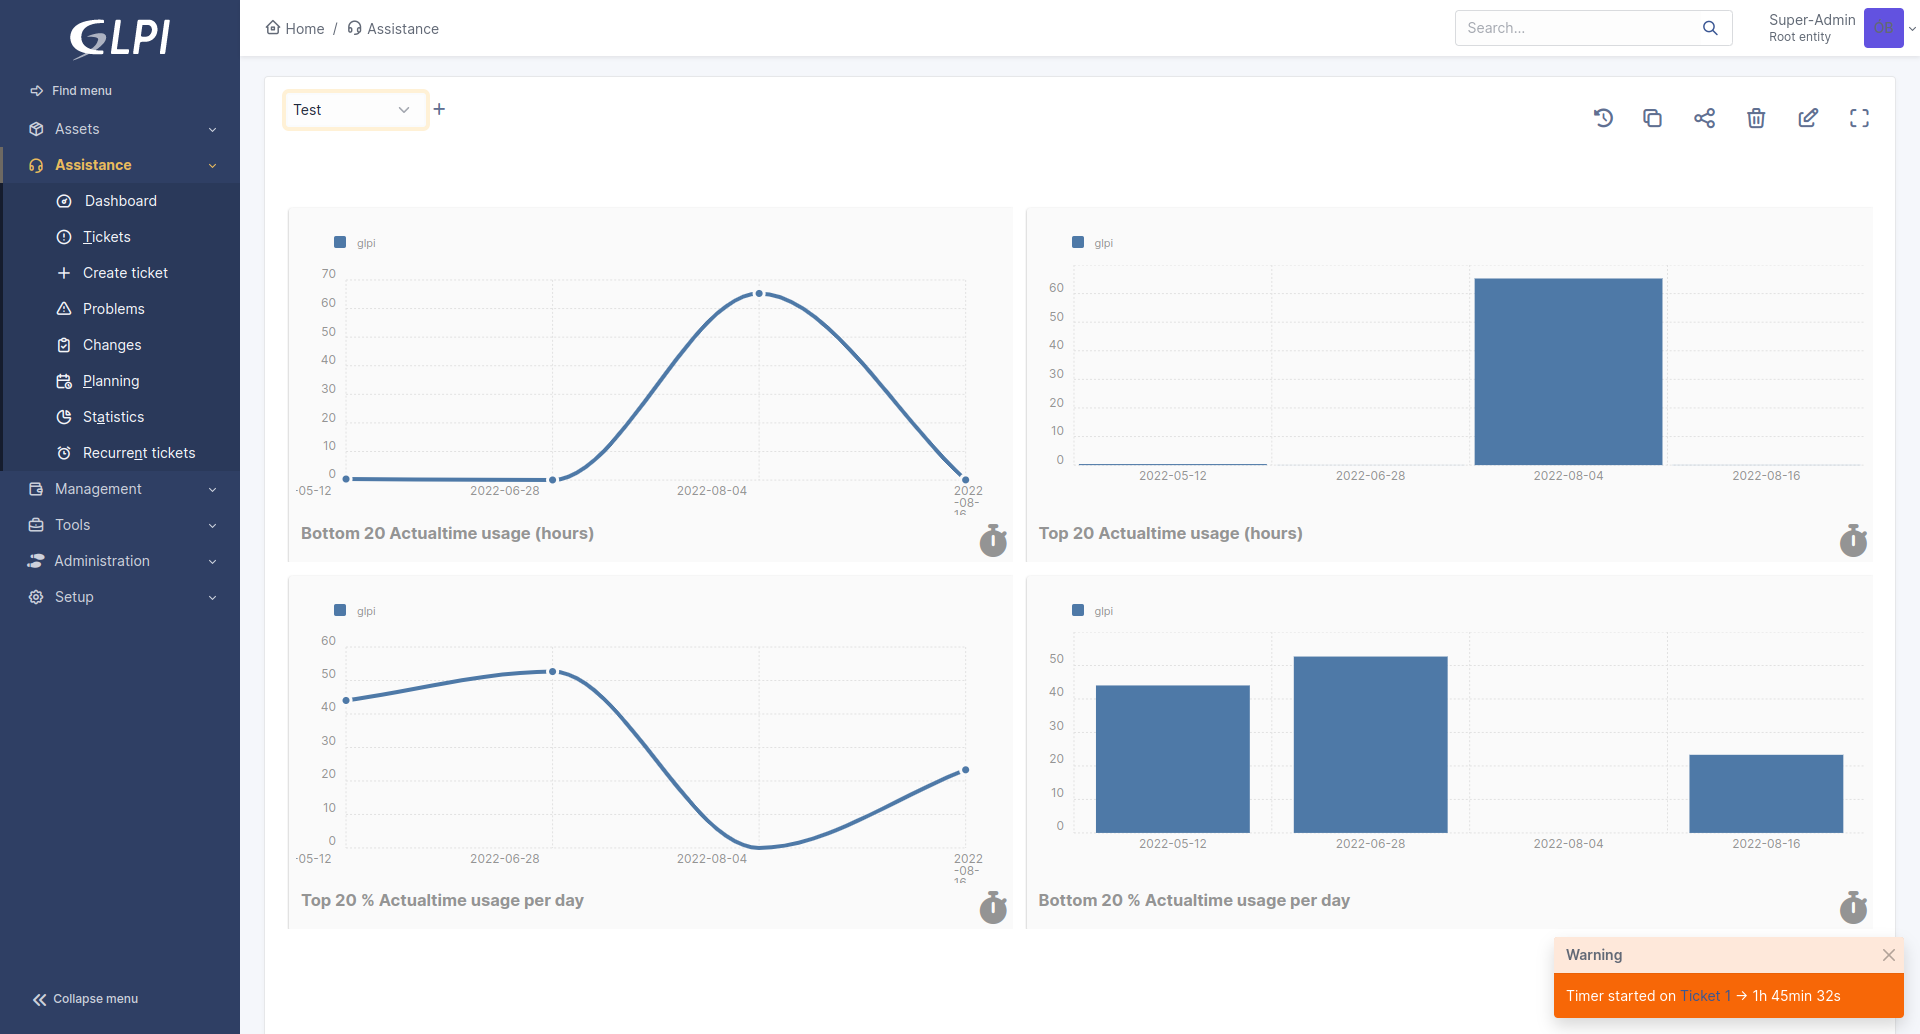 GLPI
Find menu
Assets
Assistance
Dashboard
Tickets
Create ticket
Problems
Changes
Planning
Statistics
Recurrent tickets
Management
Tools
Administration
Setup
Collapse menu
Home / Assistance
Search...
Super-Admin
Root entity
Test
glpi
70
60
50
40
30
20
10
0
-05-12
2022-06-28
2022-08-04
2022
-08-
16
Bottom 20 Actualtime usage (hours)
glpi
60
50
40
30
20
10
0
2022-05-12
2022-06-28
2022-08-04
2022-08-16
Top 20 Actualtime usage (hours)
glpi
60
50
40
30
20
10
0
-05-12
2022-06-28
2022-08-04
2022
-08-
16
Top 20 % Actualtime usage per day
glpi
50
40
30
20
10
0
2022-05-12
2022-06-28
2022-08-04
2022-08-16
Bottom 20 % Actualtime usage per day
Warning
Timer started on Ticket 1 → 1h 45min 32s